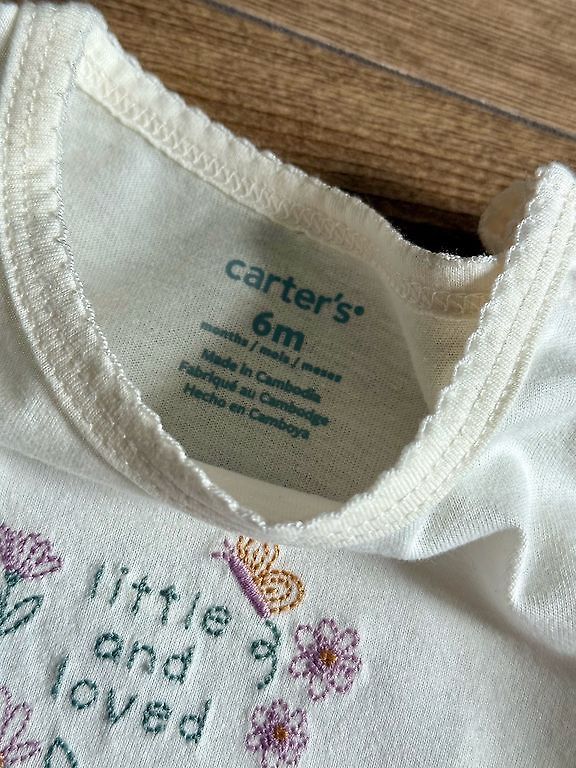 carter's
6m
months / mois / meses
Made in Cambodia
Fabriqué au Cambodge
Hecho en Camboya
little
and
loved